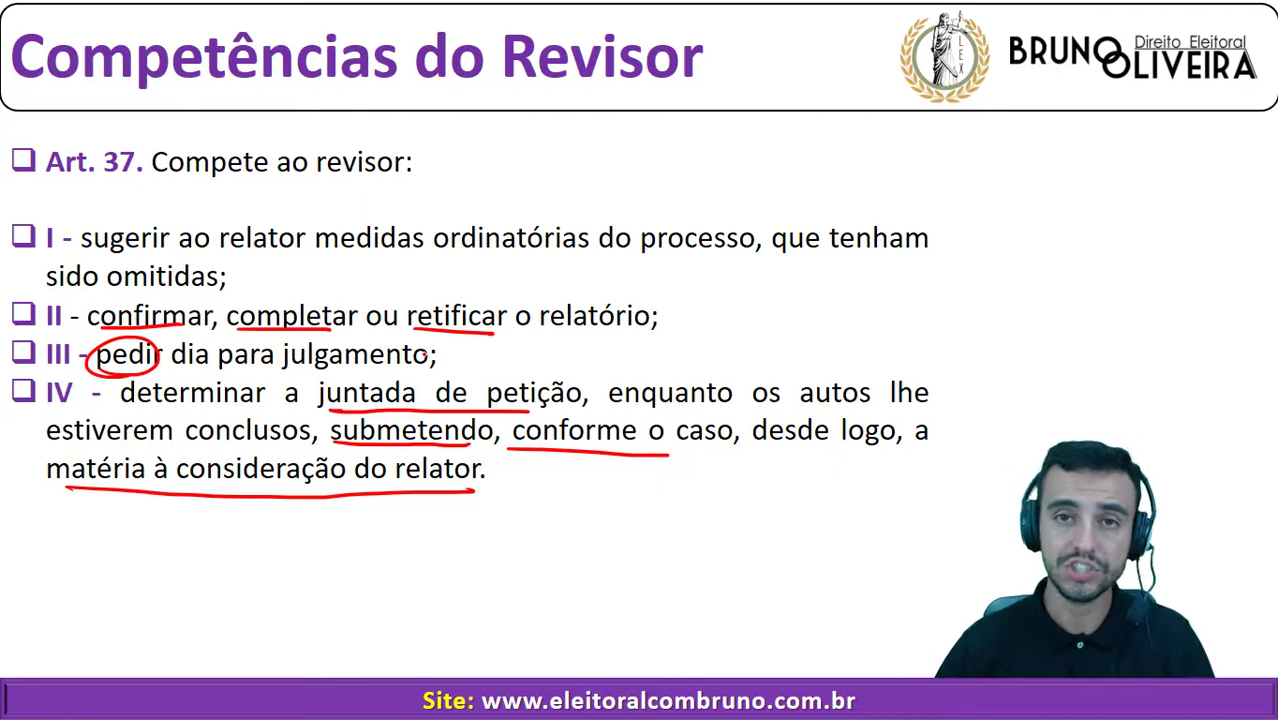 Competências do Revisor
LEX
BRUNO OLIVEIRA
Direito Eleitoral
Art. 37. Compete ao revisor:
I - sugerir ao relator medidas ordinatórias do processo, que tenham
sido omitidas;
II - confirmar, completar ou retificar o relatório;
III - pedir dia para julgamento;
IV - determinar a juntada de petição, enquanto os autos lhe
estiverem conclusos, submetendo, conforme o caso, desde logo, a
matéria à consideração do relator.
Site: www.eleitoralcombruno.com.br